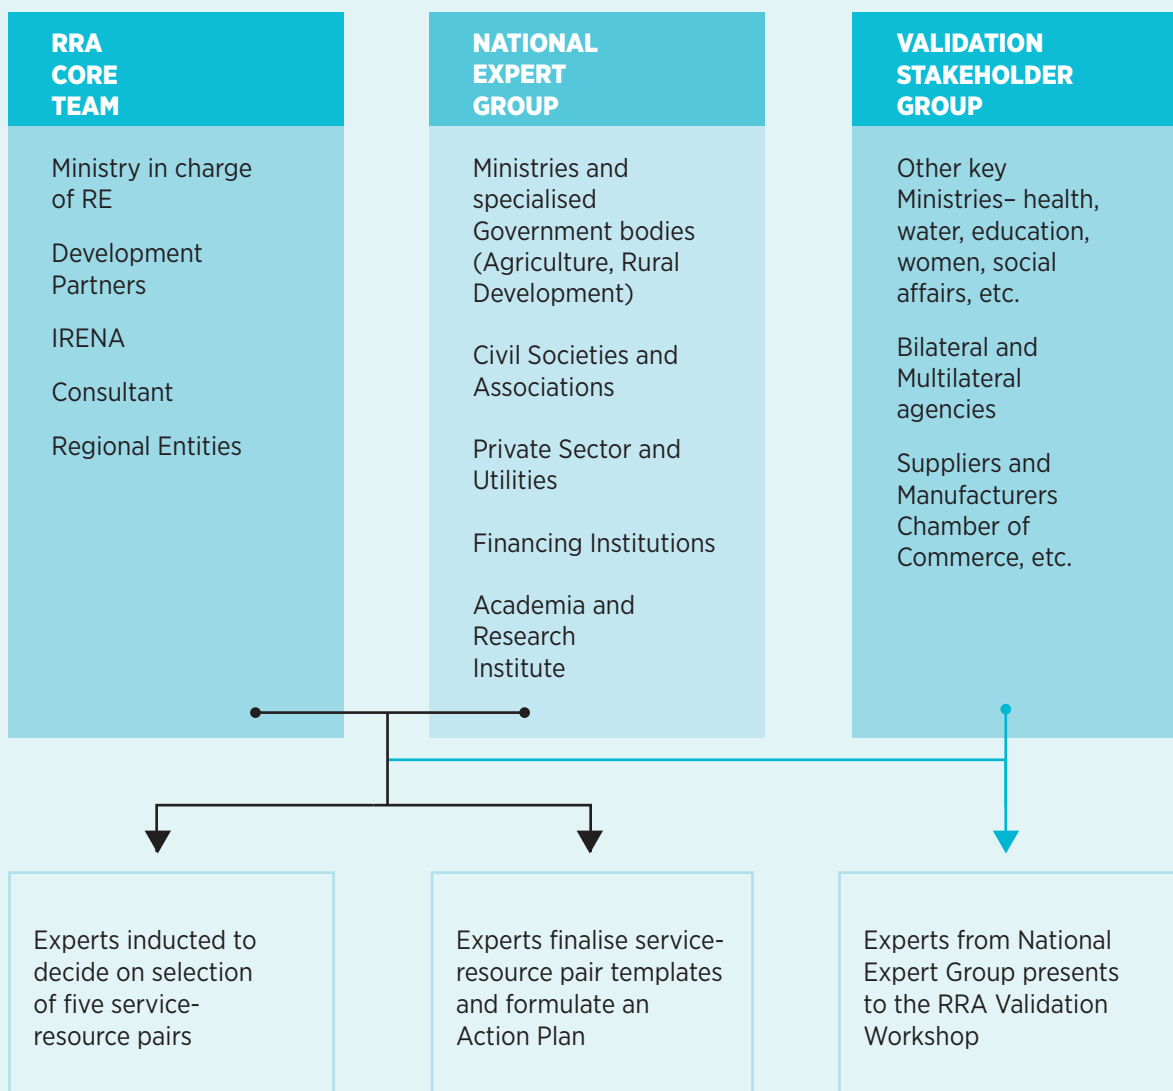 RRA
CORE
TEAM
Ministry in charge
of RE
Development
Partners
IRENA
Consultant
Regional Entities
NATIONAL
EXPERT
GROUP
Ministries and
specialised
Government bodies
(Agriculture, Rural
Development)
Civil Societies and
Associations
Private Sector and
Utilities
Financing Institutions
Academia and
Research
Institute
VALIDATION
STAKEHOLDER
GROUP
Other key
Ministries– health,
water, education,
women, social
affairs, etc.
Bilateral and
Multilateral
agencies
Suppliers and
Manufacturers
Chamber of
Commerce, etc.
Experts inducted to
decide on selection
of five service-
resource pairs
Experts finalise service-
resource pair templates
and formulate an
Action Plan
Experts from National
Expert Group presents
to the RRA Validation
Workshop